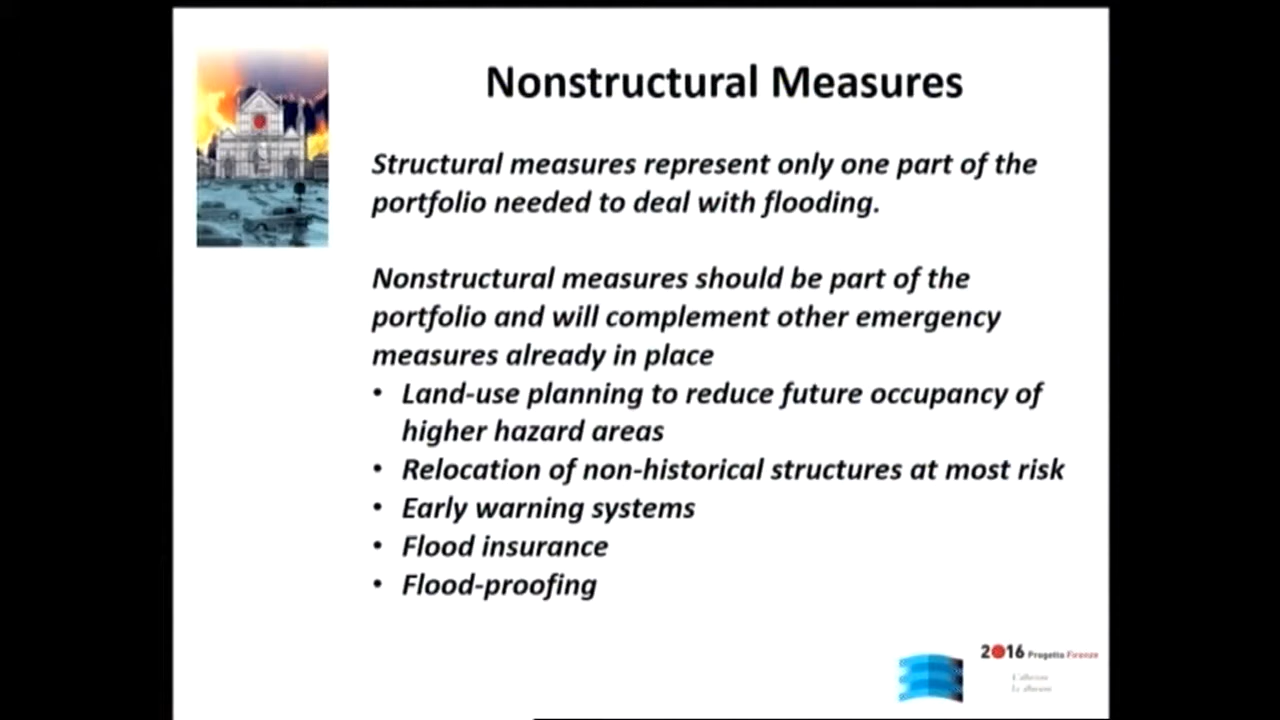 Nonstructural Measures
Structural measures represent only one part of the
portfolio needed to deal with flooding.
Nonstructural measures should be part of the
portfolio and will complement other emergency
measures already in place
• Land-use planning to reduce future occupancy of
higher hazard areas
• Relocation of non-historical structures at most risk
• Early warning systems
• Flood insurance
• Flood-proofing
2016 Progetto Firenze